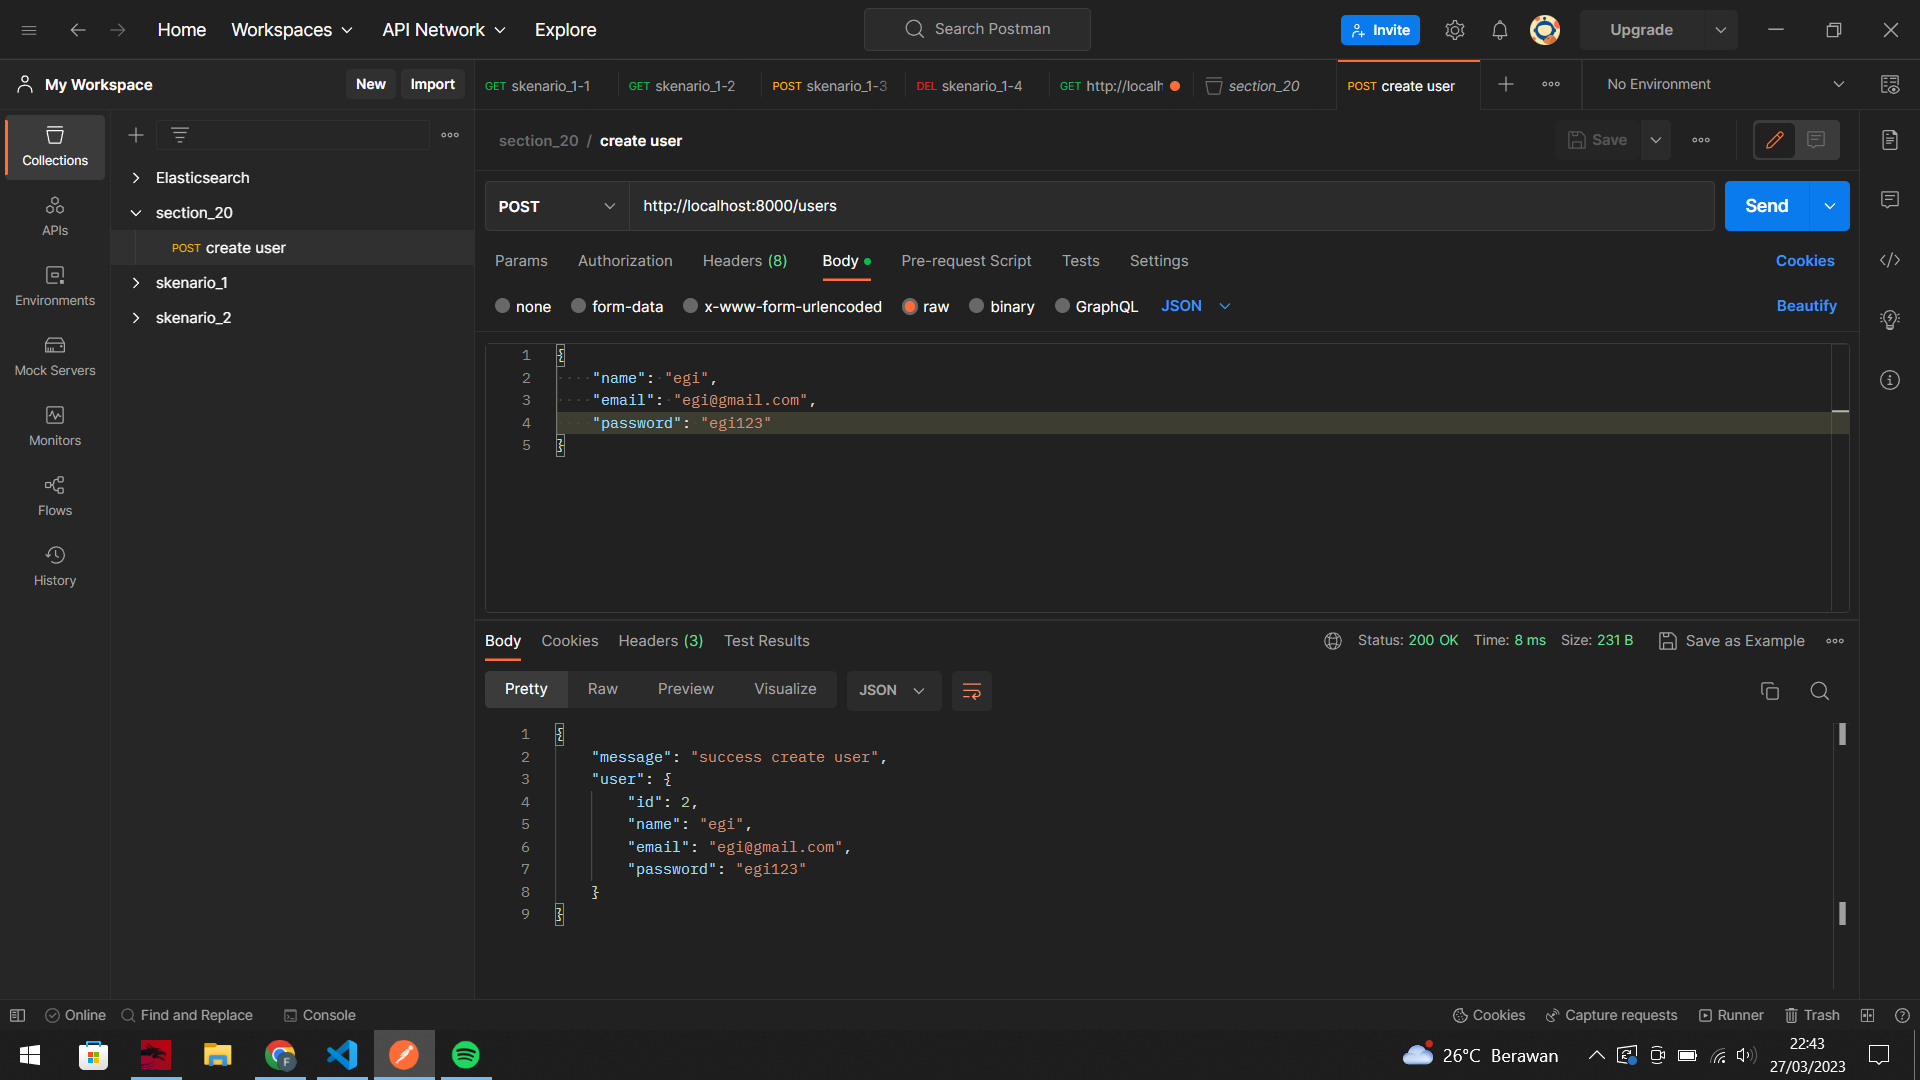 Home
Workspaces
API Network
Explore
Search Postman
Invite
Upgrade
My Workspace
New
Import
GET skenario_1-1
GET skenario_1-2
POST skenario_1-3
DEL skenario_1-4
GET http://localh
section_20
POST create user
No Environment
Collections
APIs
Environments
Mock Servers
Monitors
Flows
History
Elasticsearch
section_20
POST create user
skenario_1
skenario_2
section_20 / create user
Save
POST
http://localhost:8000/users
Send
Params
Authorization
Headers (8)
Body
Pre-request Script
Tests
Settings
Cookies
none
form-data
x-www-form-urlencoded
raw
binary
GraphQL
JSON
Beautify
1 {
2 "name": "egi",
3 "email": "egi@gmail.com",
4 "password": "egi123"
5 }
Body
Cookies
Headers (3)
Test Results
Status: 200 OK
Time: 8 ms
Size: 231 B
Save as Example
Pretty
Raw
Preview
Visualize
JSON
1 {
2 "message": "success create user",
3 "user": {
4 "id": 2,
5 "name": "egi",
6 "email": "egi@gmail.com",
7 "password": "egi123"
8 }
9 }
Online
Find and Replace
Console
Cookies
Capture requests
Runner
Trash
F
26°C Berawan
22:43
27/03/2023